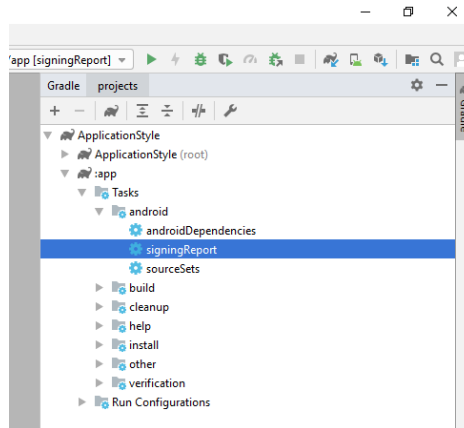 'app [signingReport]
Gradle projects
ApplicationStyle
ApplicationStyle (root)
:app
Tasks
android
androidDependencies
signingReport
sourceSets
build
cleanup
help
install
other
verification
Run Configurations